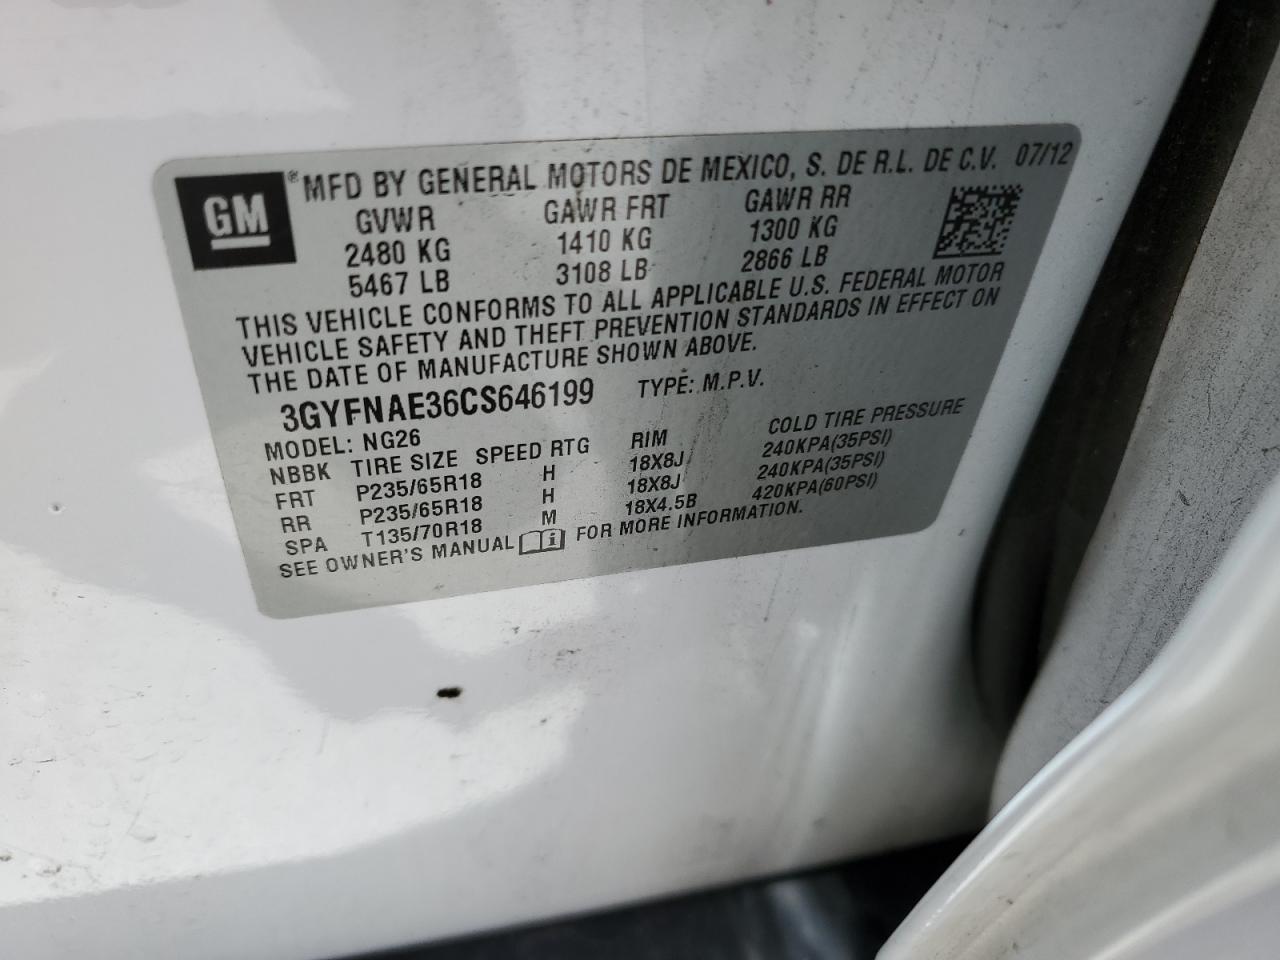 GM ® MFD BY GENERAL MOTORS DE MEXICO, S. DE R.L. DE C.V. 07/12
GVWR GAWR FRT GAWR RR
2480 KG 1410 KG 1300 KG
5467 LB 3108 LB 2866 LB
THIS VEHICLE CONFORMS TO ALL APPLICABLE U.S. FEDERAL MOTOR
VEHICLE SAFETY AND THEFT PREVENTION STANDARDS IN EFFECT ON
THE DATE OF MANUFACTURE SHOWN ABOVE.
3GYFNAE36CS646199 TYPE: M.P.V.
MODEL: NG26
NBBK TIRE SIZE SPEED RTG RIM COLD TIRE PRESSURE
FRT P235/65R18 H 18X8J 240KPA(35PSI)
RR P235/65R18 H 18X8J 240KPA(35PSI)
SPA T135/70R18 M 18X4.5B 420KPA(60PSI)
SEE OWNER'S MANUAL i FOR MORE INFORMATION.